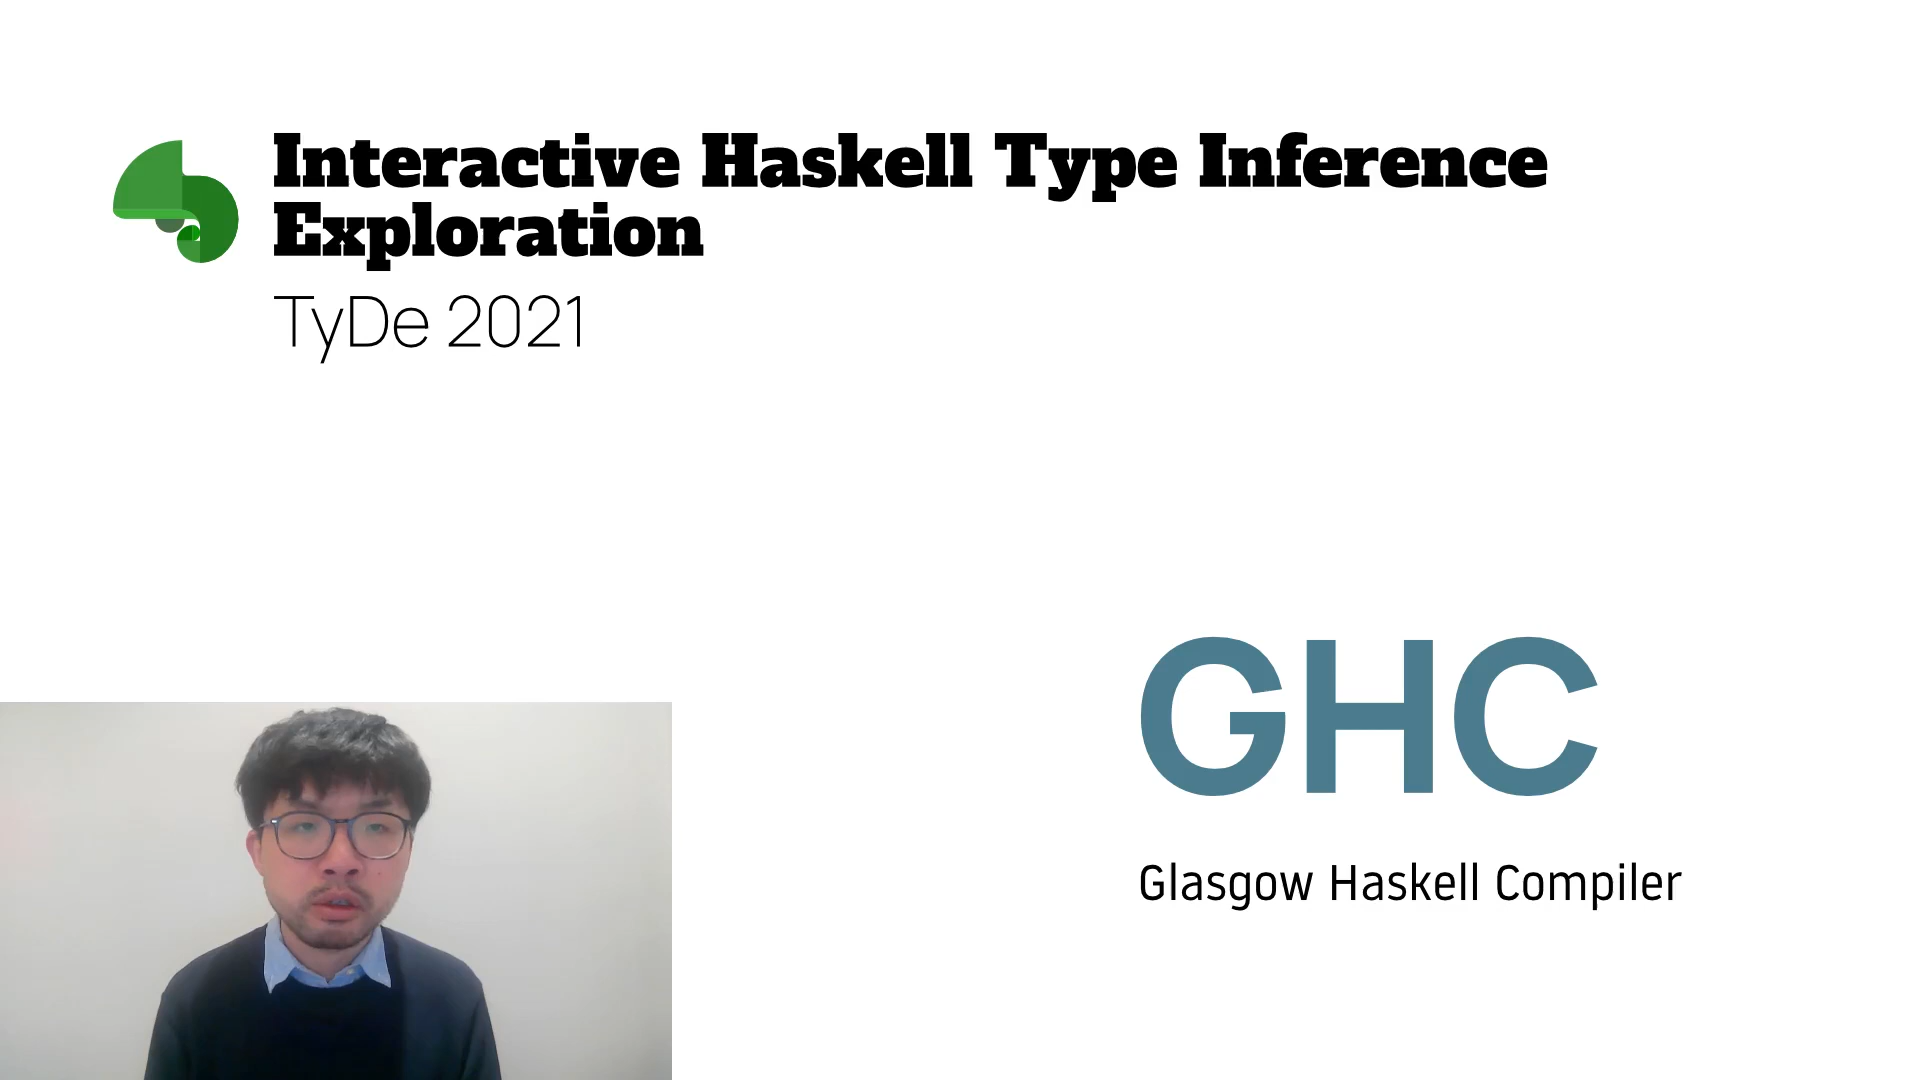 Interactive Haskell Type Inference
Exploration
TyDe 2021
GHC
Glasgow Haskell Compiler